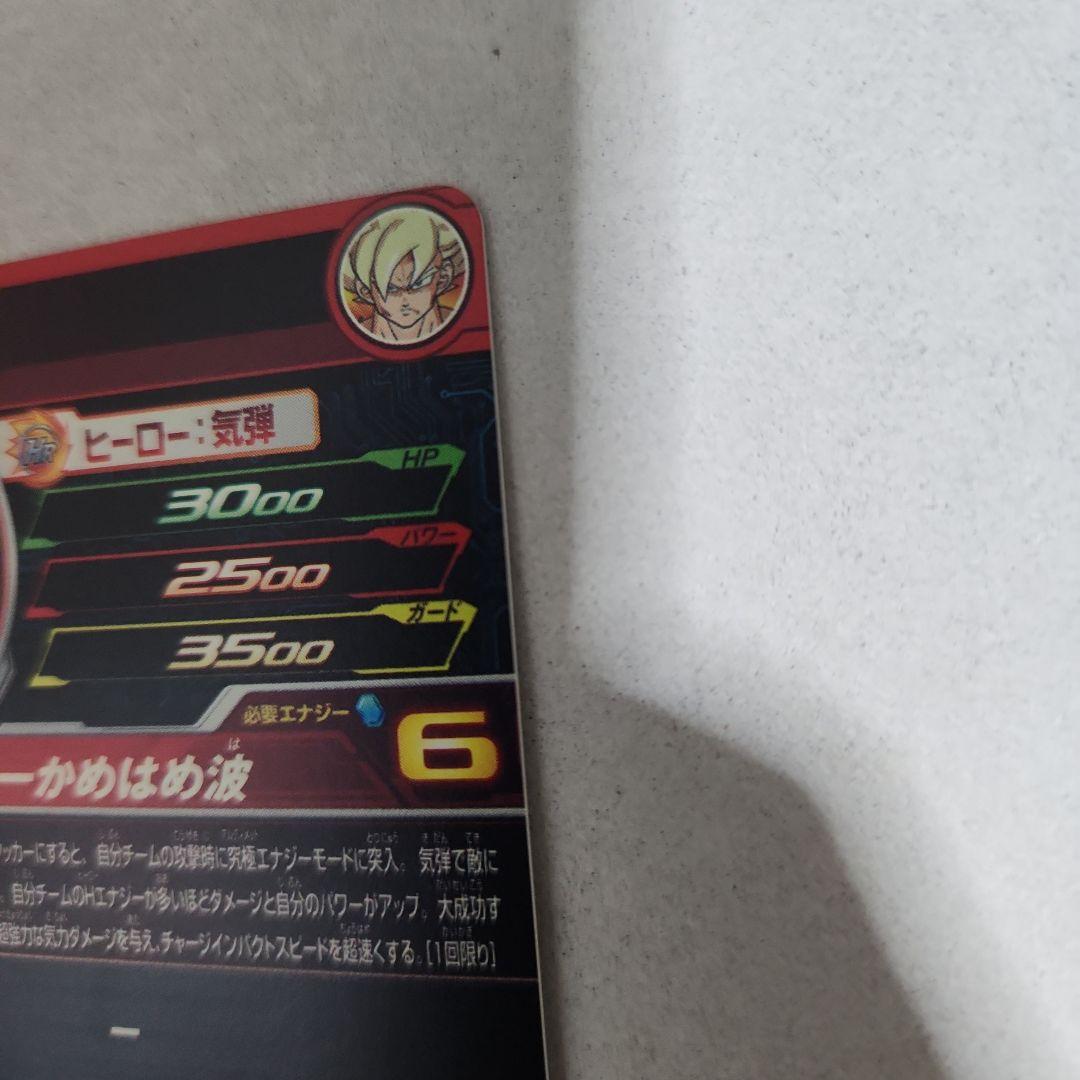 HR ヒーロー:気弾
HP
3000
パワー
2500
ガード
3500
必要エナジー
6
ーかめはめ波
ッカーにすると、自分チームの攻撃時に究極エナジーモードに突入。気弾で敵に
自分チームのHエナジーが多いほどダメージと自分のパワーがアップ。大成功す
超強力な気力ダメージを与え、チャージインパクトスピードを超速くする。[1回限り]